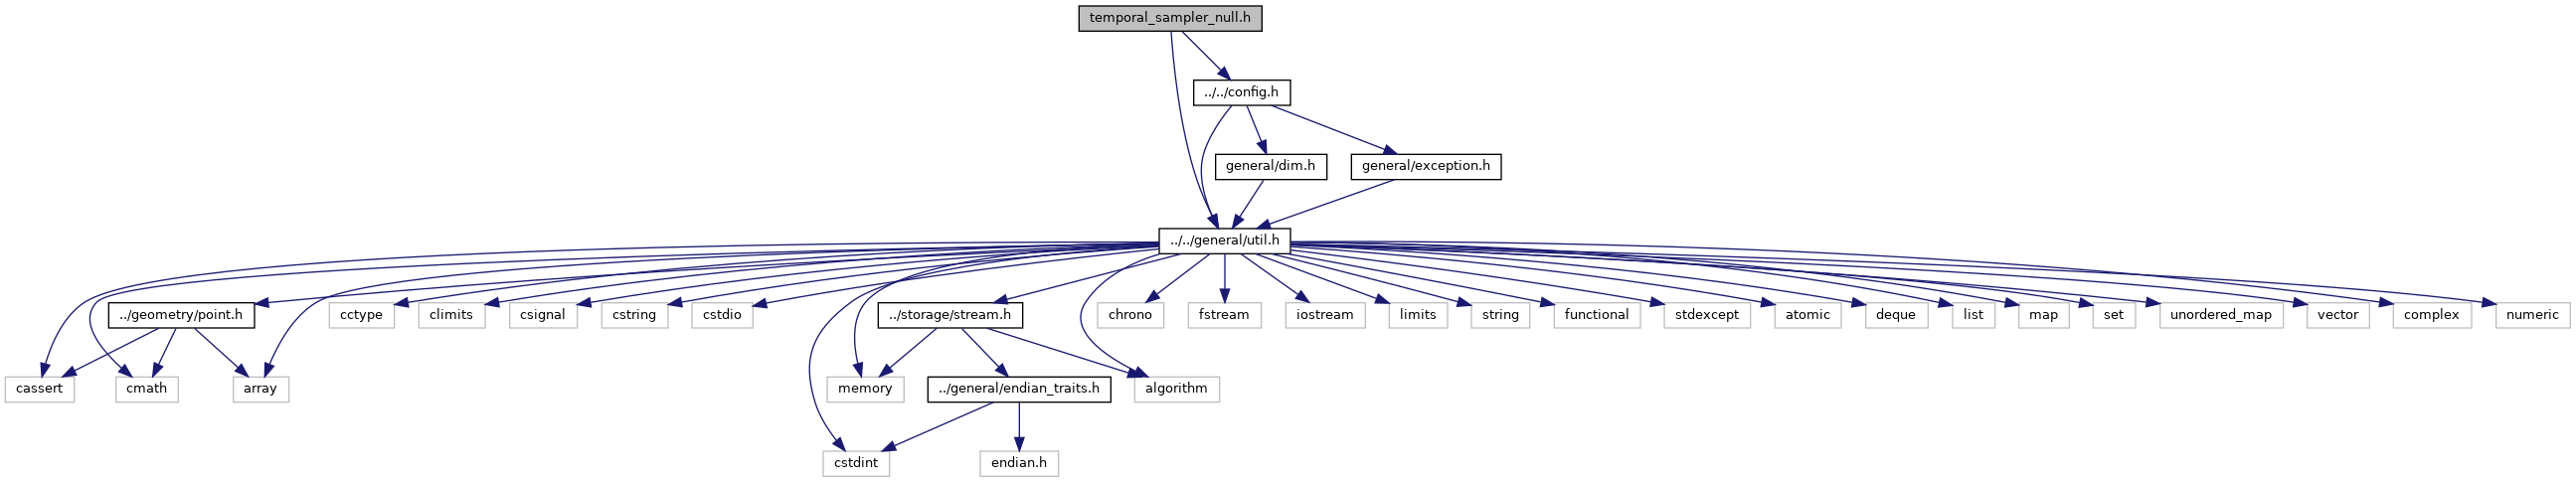 temporal_sampler_null.h
../../config.h
general/dim.h
general/exception.h
../../general/util.h
../geometry/point.h
cctype
climits
csignal
cstring
cstdio
../storage/stream.h
chrono
fstream
iostream
limits
string
functional
stdexcept
atomic
deque
list
map
set
unordered_map
vector
complex
numeric
cassert
cmath
array
memory
../general/endian_traits.h
algorithm
cstdint
endian.h